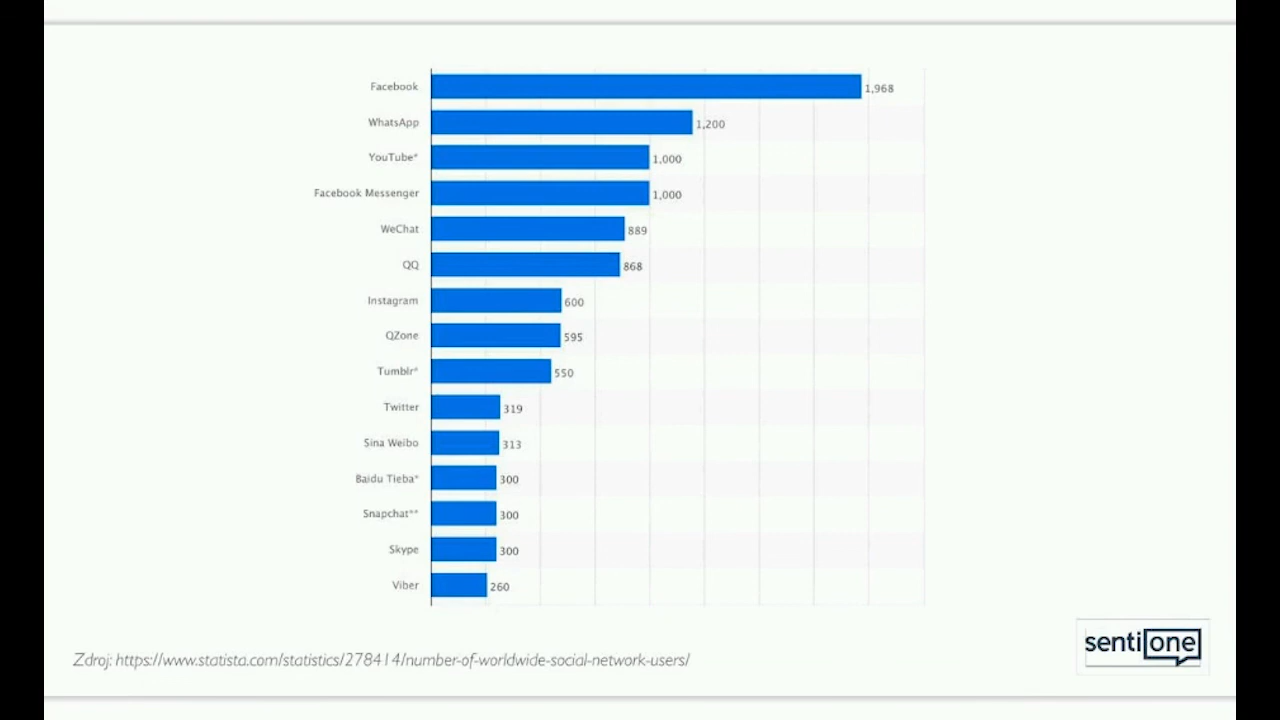 Facebook 1,968
WhatsApp 1,200
YouTube* 1,000
Facebook Messenger 1,000
WeChat 889
QQ 868
Instagram 600
QZone 595
Tumblr* 550
Twitter 319
Sina Weibo 313
Baidu Tieba* 300
Snapchat** 300
Skype 300
Viber 260
Zdroj: https://www.statista.com/statistics/278414/number-of-worldwide-social-network-users/
sentione